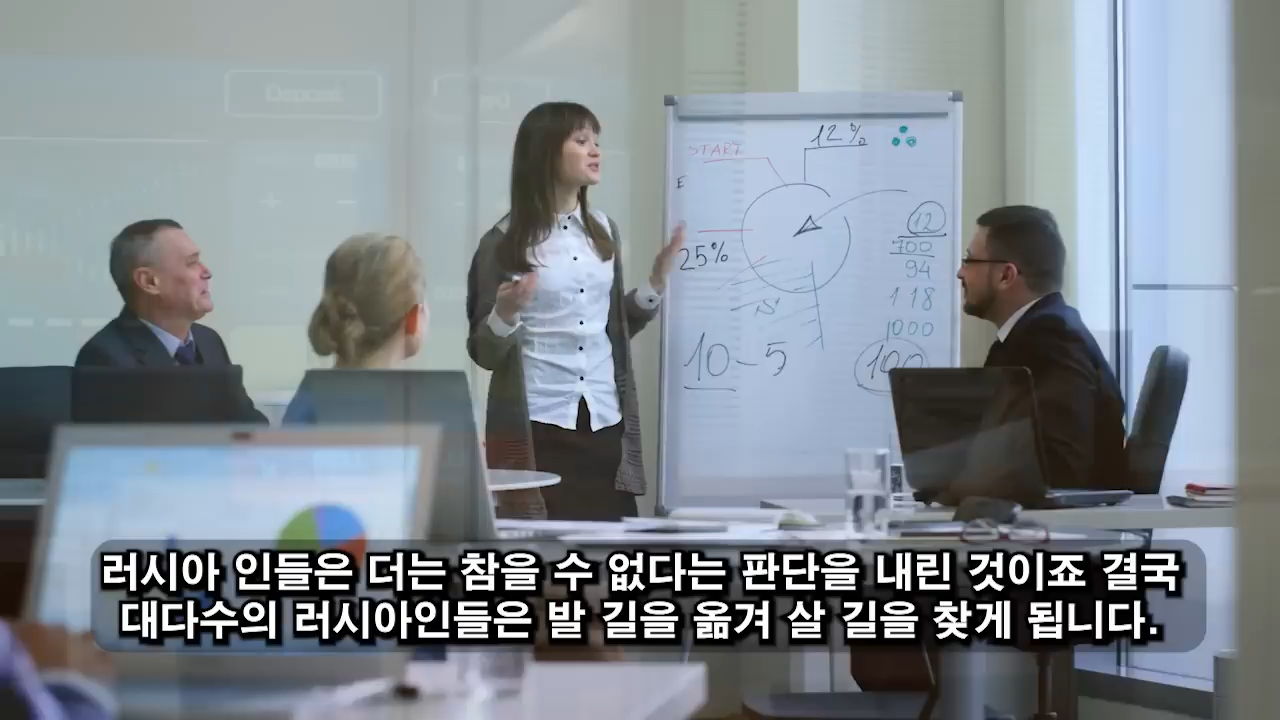 START
12%
E
25%
12
700
94
118
1000
10-5
100
러시아 인들은 더는 참을 수 없다는 판단을 내린 것이죠 결국
대다수의 러시아인들은 발 길을 옮겨 살 길을 찾게 됩니다.